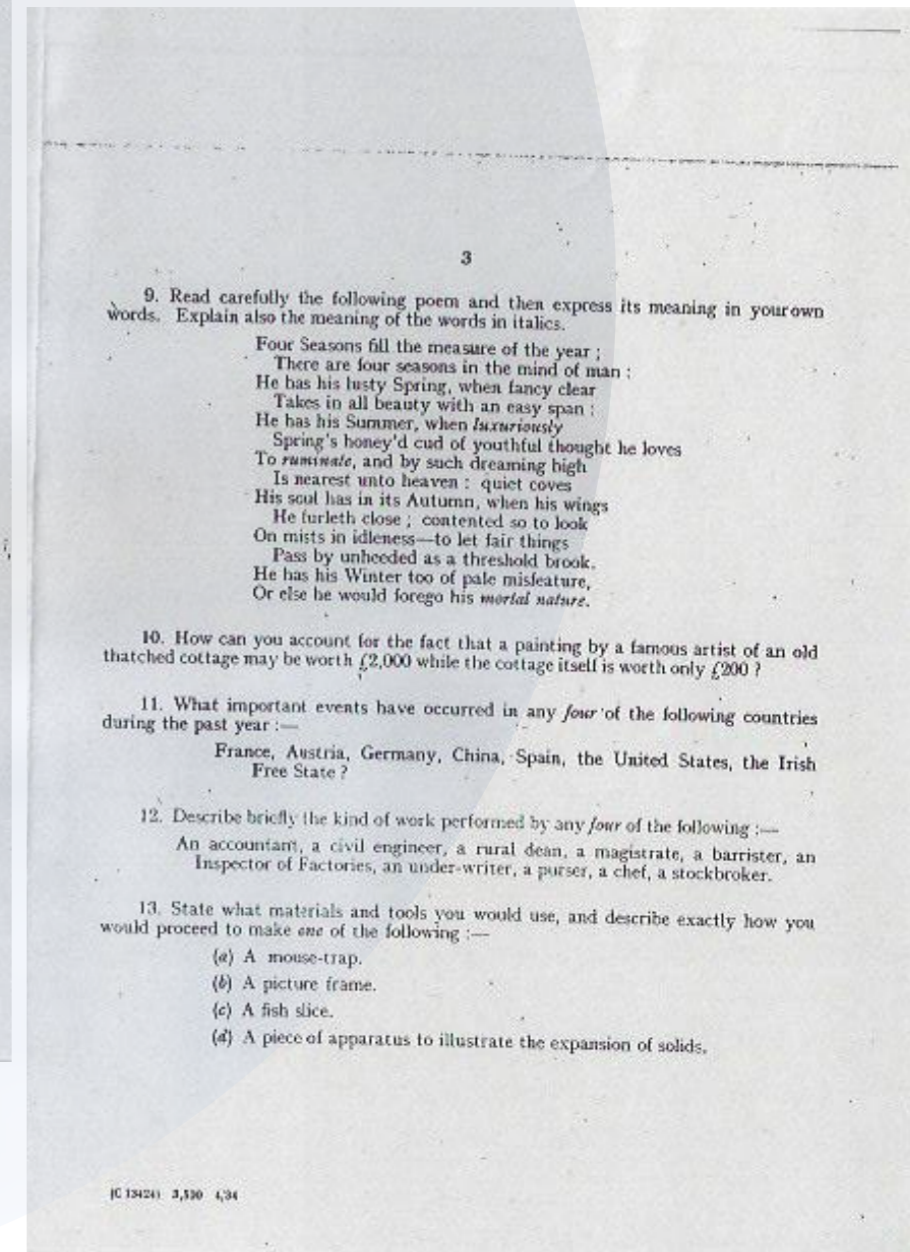 3
9. Read carefully the following poem and then express its meaning in your own
words. Explain also the meaning of the words in italics.
Four Seasons fill the measure of the year ;
There are four seasons in the mind of man :
He has his lusty Spring, when fancy clear
Takes in all beauty with an easy span :
He has his Summer, when luxuriously
Spring's honey'd cud of youthful thought he loves
To ruminate, and by such dreaming high
Is nearest unto heaven : quiet coves
His soul has in its Autumn, when his wings
He furleth close ; contented so to look
On mists in idleness—to let fair things
Pass by unheeded as a threshold brook.
He has his Winter too of pale misfeature,
Or else he would forego his mortal nature.
10. How can you account for the fact that a painting by a famous artist of an old
thatched cottage may be worth £2,000 while the cottage itself is worth only £200 ?
11. What important events have occurred in any four of the following countries
during the past year :—
France, Austria, Germany, China, Spain, the United States, the Irish
Free State ?
12. Describe briefly the kind of work performed by any four of the following :—
An accountant, a civil engineer, a rural dean, a magistrate, a barrister, an
Inspector of Factories, an under-writer, a purser, a chef, a stockbroker.
13. State what materials and tools you would use, and describe exactly how you
would proceed to make one of the following :—
(a) A mouse-trap.
(b) A picture frame.
(c) A fish slice.
(d) A piece of apparatus to illustrate the expansion of solids.
4/34